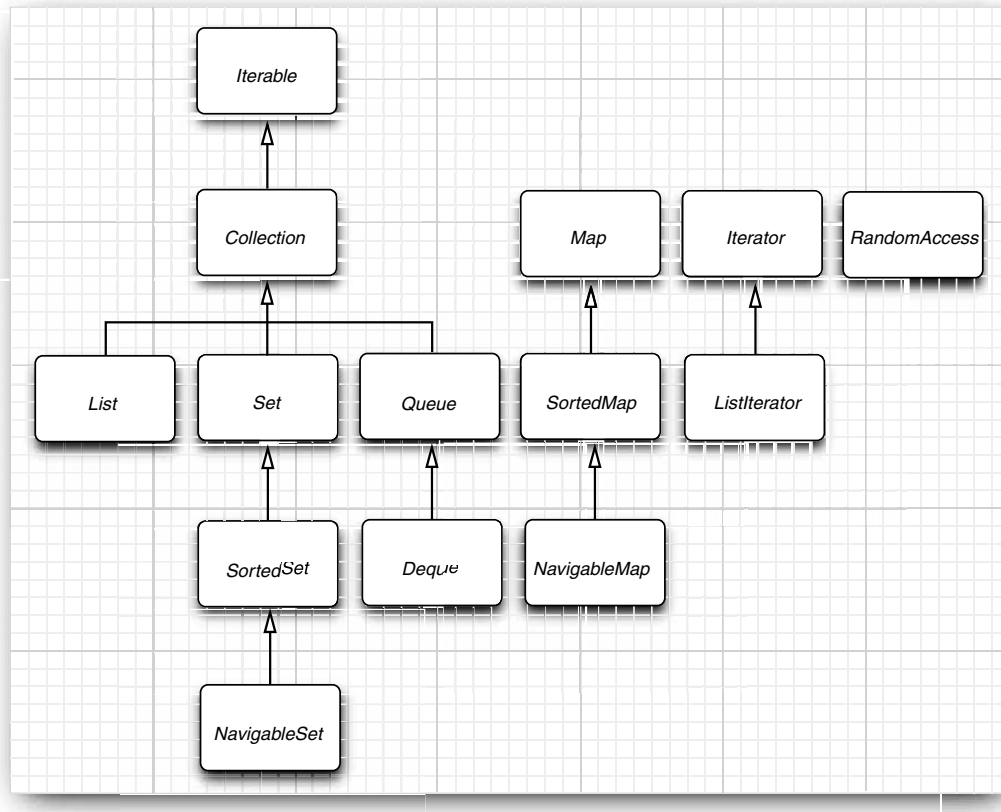 Iterable
Collection
Map
Iterator
RandomAccess
List
Set
Queue
SortedMap
ListIterator
SortedSet
Deque
NavigableMap
NavigableSet